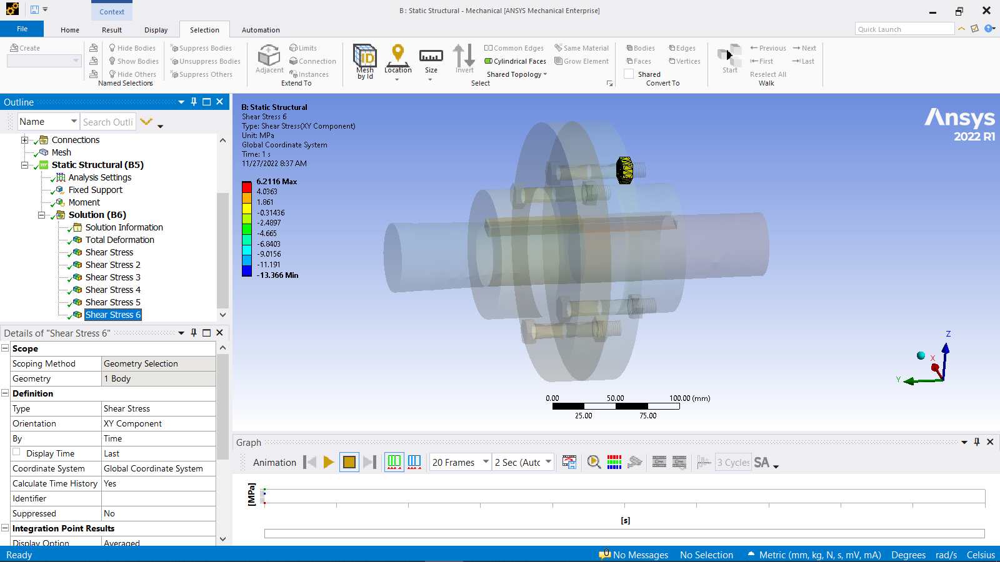 B : Static Structural - Mechanical [ANSYS Mechanical Enterprise]
Context
File
Home
Result
Display
Selection
Automation
Quick Launch
Create
Hide Bodies
Show Bodies
Hide Others
Suppress Bodies
Unsuppress Bodies
Suppress Others
Named Selections
Adjacent
Limits
Connection
Instances
Extend To
Mesh by Id
Location
Size
Invert
Common Edges
Cylindrical Faces
Shared Topology
Same Material
Grow Element
Select
Bodies
Edges
Faces
Vertices
Shared
Convert To
Start
Previous
Next
First
Last
Reselect All
Walk
Outline
Name
Search Outli
Connections
Mesh
Static Structural (B5)
Analysis Settings
Fixed Support
Moment
Solution (B6)
Solution Information
Total Deformation
Shear Stress
Shear Stress 2
Shear Stress 3
Shear Stress 4
Shear Stress 5
Shear Stress 6
Details of "Shear Stress 6"
Scope
Scoping Method Geometry Selection
Geometry 1 Body
Definition
Type Shear Stress
Orientation XY Component
By Time
Display Time Last
Coordinate System Global Coordinate System
Calculate Time History Yes
Identifier
Suppressed No
Integration Point Results
Display Option Averaged
B: Static Structural
Shear Stress 6
Type: Shear Stress(XY Component)
Unit: MPa
Global Coordinate System
Time: 1 s
11/27/2022 8:37 AM
6.2116 Max
4.0363
1.861
-0.31436
-2.4897
-4.665
-6.8403
-9.0156
-11.191
-13.366 Min
Ansys
2022 R1
Z
X
Y
0.00 50.00 100.00 (mm)
25.00 75.00
Graph
Animation
20 Frames
2 Sec (Autc
3 Cycles
SA
[MPa]
[s]
Ready
No Messages
No Selection
Metric (mm, kg, N, s, mV, mA)
Degrees
rad/s
Celsius